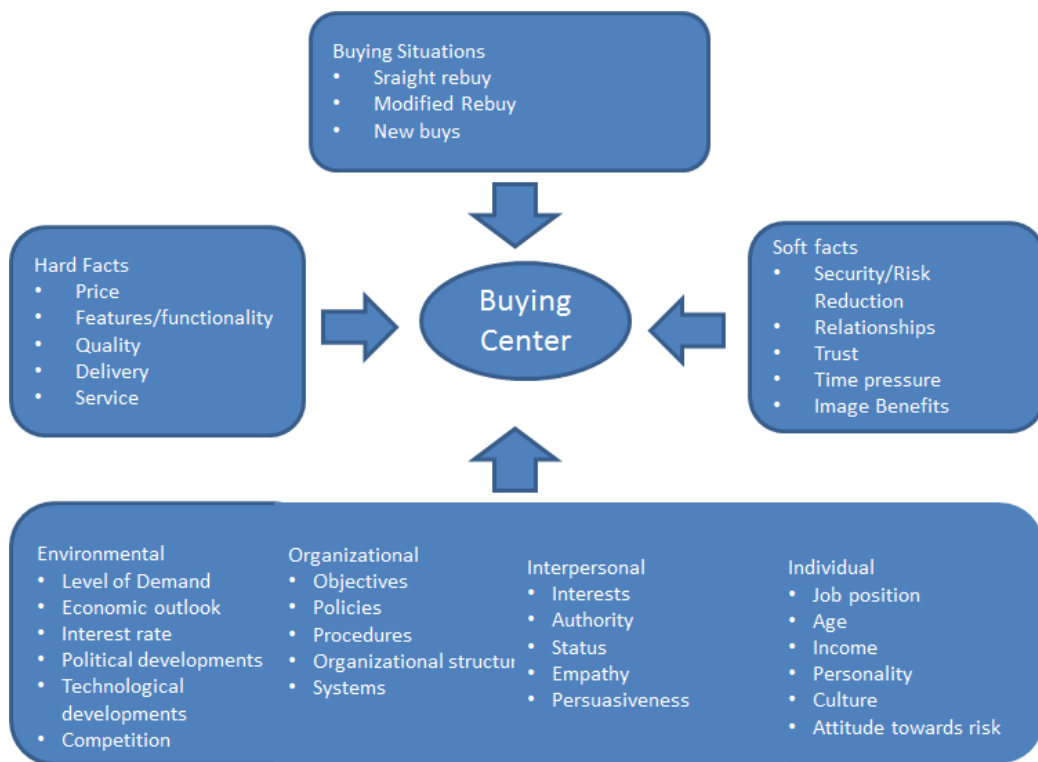 Buying Situations
• Sraight rebuy
• Modified Rebuy
• New buys
Hard Facts
• Price
• Features/functionality
• Quality
• Delivery
• Service
Buying
Center
Soft facts
• Security/Risk
Reduction
• Relationships
• Trust
• Time pressure
• Image Benefits
Environmental
• Level of Demand
• Economic outlook
• Interest rate
• Political developments
• Technological
developments
• Competition
Organizational
• Objectives
• Policies
• Procedures
• Organizational structur
• Systems
Interpersonal
• Interests
• Authority
• Status
• Empathy
• Persuasiveness
Individual
• Job position
• Age
• Income
• Personality
• Culture
• Attitude towards risk